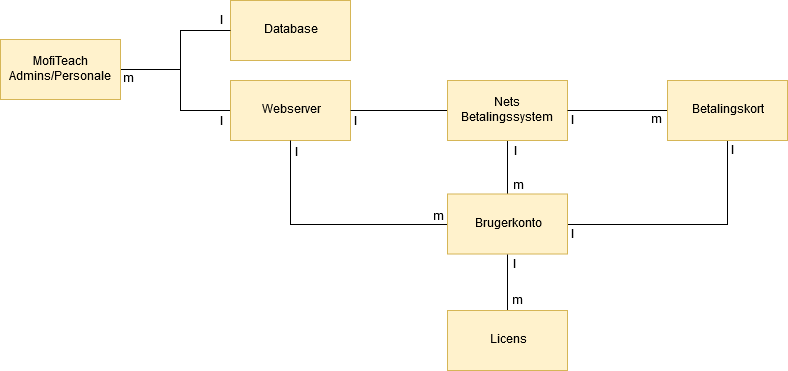 l
Database
MofiTeach
Admins/Personale
m
l
Webserver
l
Nets
Betalingssystem
l
m
Betalingskort
l
l
l
m
m
Brugerkonto
l
l
m
Licens